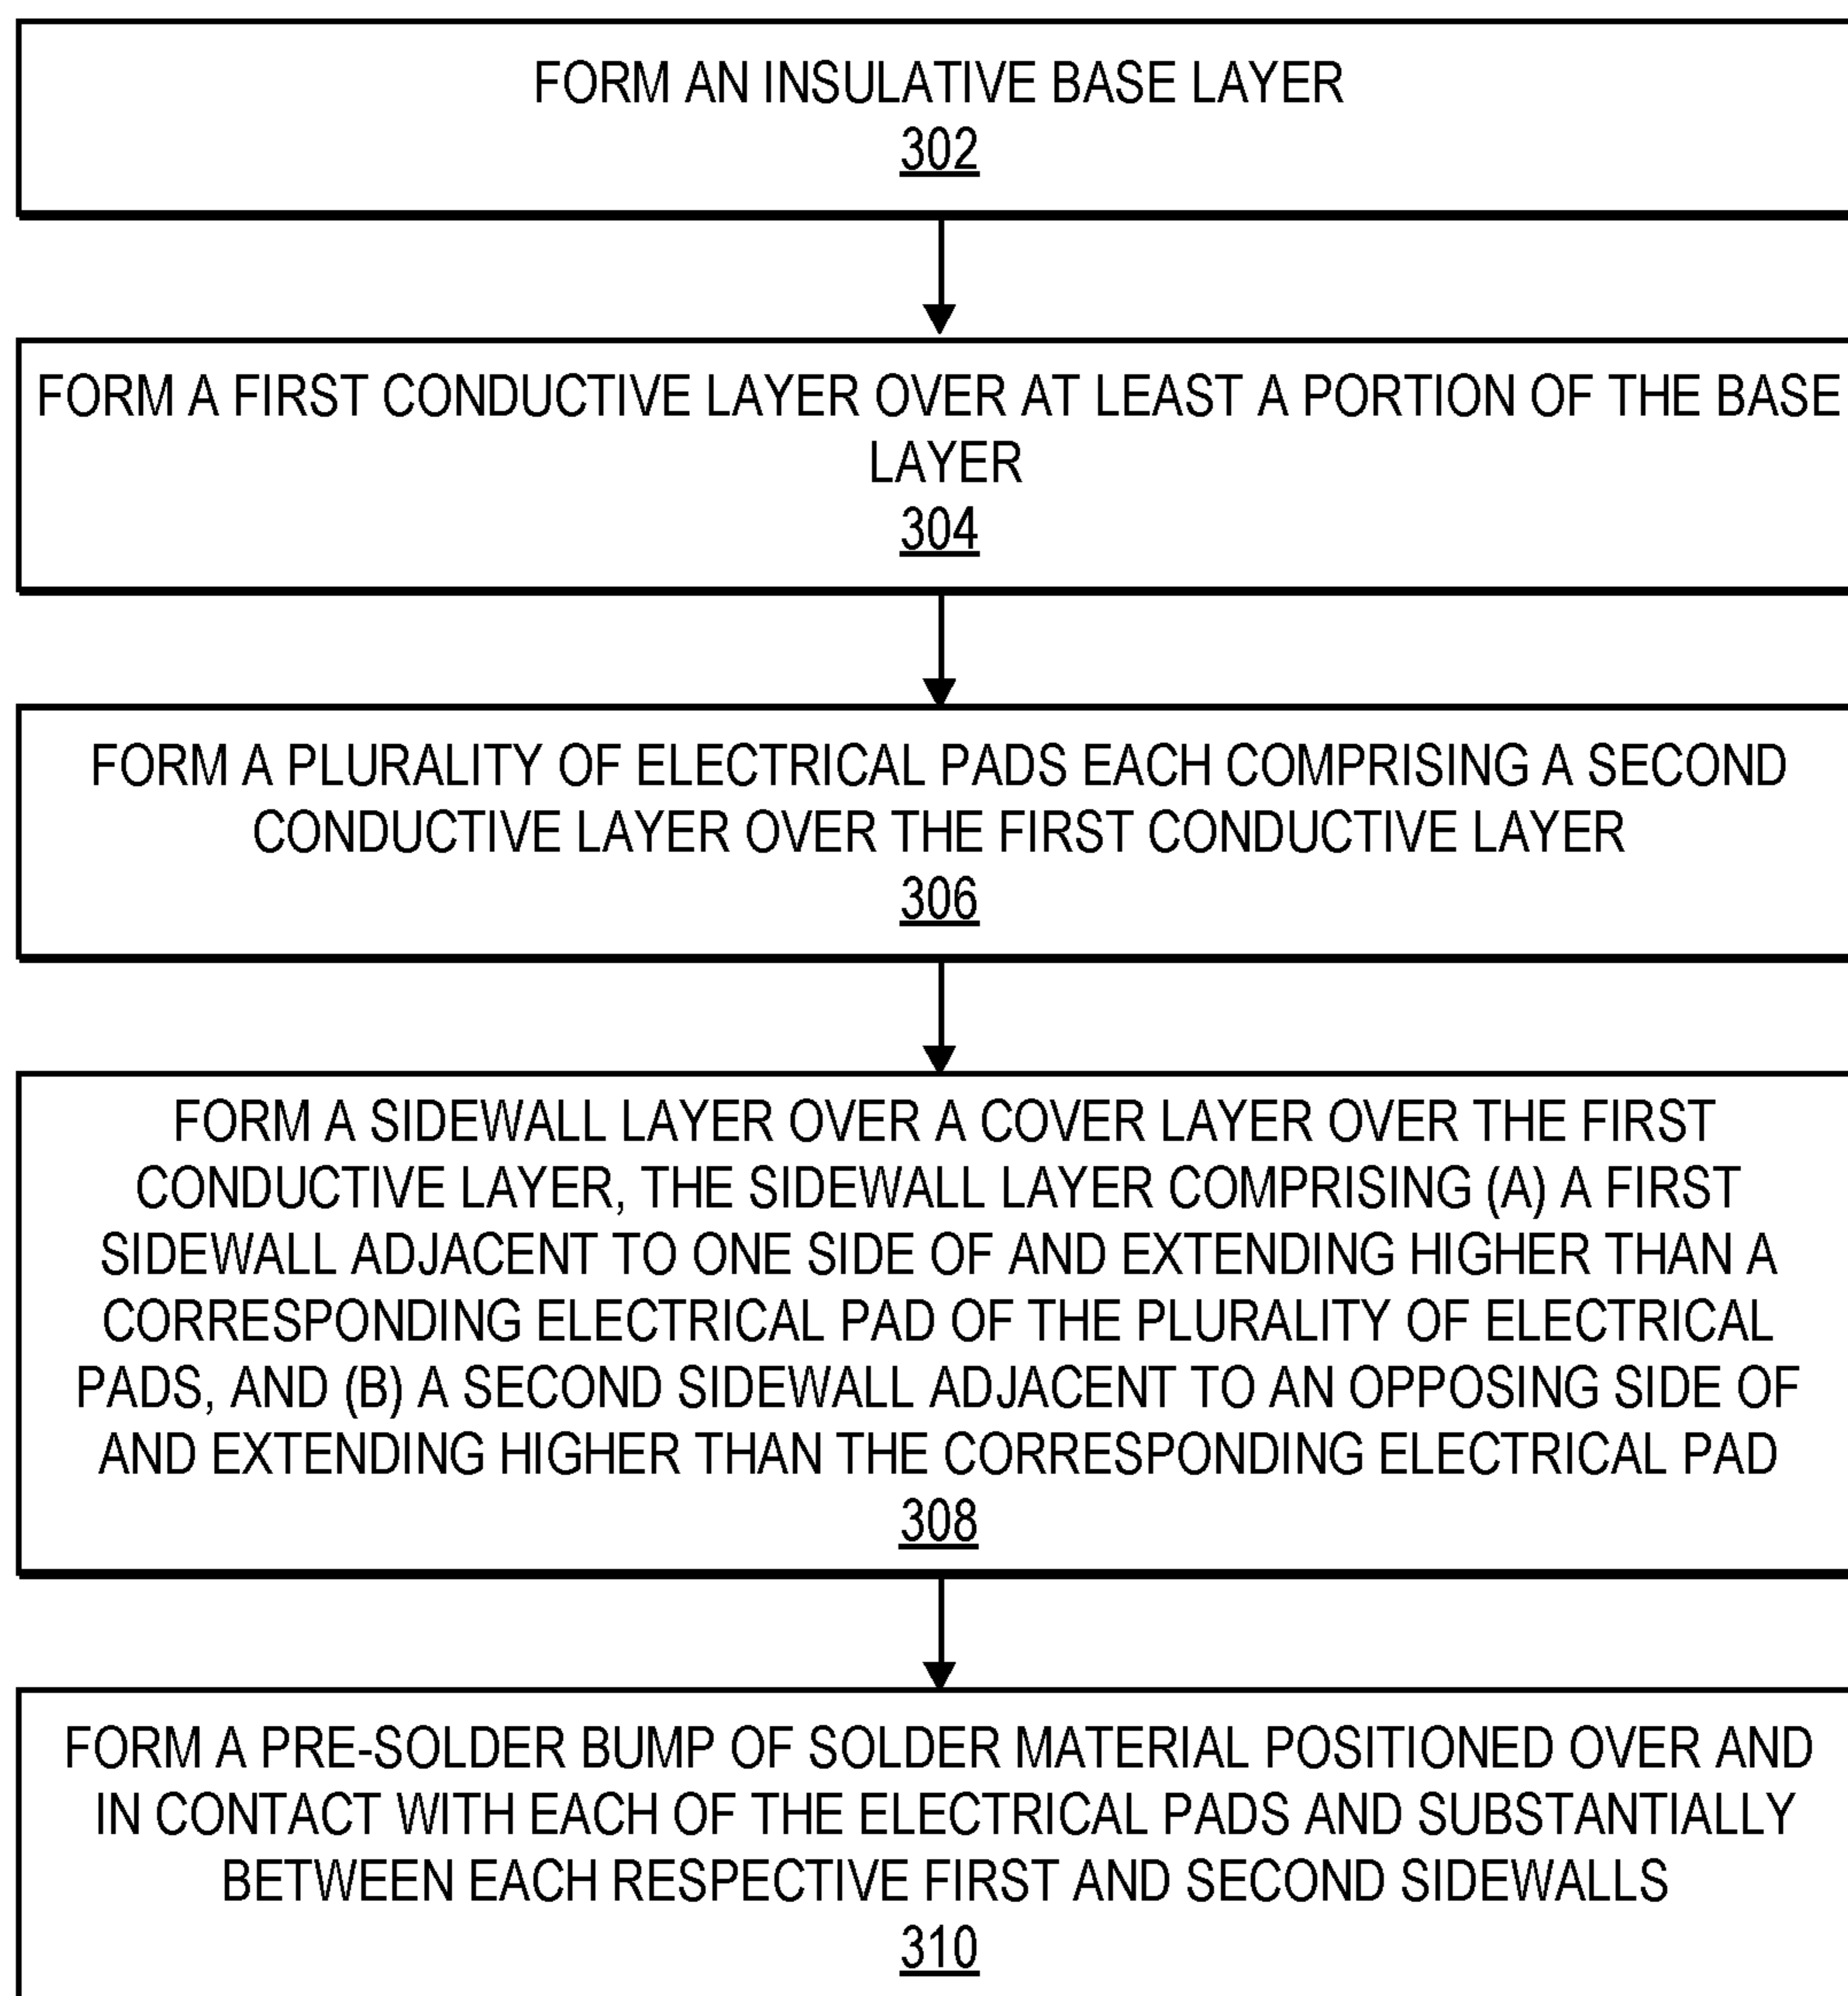 FORM AN INSULATIVE BASE LAYER
302
FORM A FIRST CONDUCTIVE LAYER OVER AT LEAST A PORTION OF THE BASE
LAYER
304
FORM A PLURALITY OF ELECTRICAL PADS EACH COMPRISING A SECOND
CONDUCTIVE LAYER OVER THE FIRST CONDUCTIVE LAYER
306
FORM A SIDEWALL LAYER OVER A COVER LAYER OVER THE FIRST
CONDUCTIVE LAYER, THE SIDEWALL LAYER COMPRISING (A) A FIRST
SIDEWALL ADJACENT TO ONE SIDE OF AND EXTENDING HIGHER THAN A
CORRESPONDING ELECTRICAL PAD OF THE PLURALITY OF ELECTRICAL
PADS, AND (B) A SECOND SIDEWALL ADJACENT TO AN OPPOSING SIDE OF
AND EXTENDING HIGHER THAN THE CORRESPONDING ELECTRICAL PAD
308
FORM A PRE-SOLDER BUMP OF SOLDER MATERIAL POSITIONED OVER AND
IN CONTACT WITH EACH OF THE ELECTRICAL PADS AND SUBSTANTIALLY
BETWEEN EACH RESPECTIVE FIRST AND SECOND SIDEWALLS
310